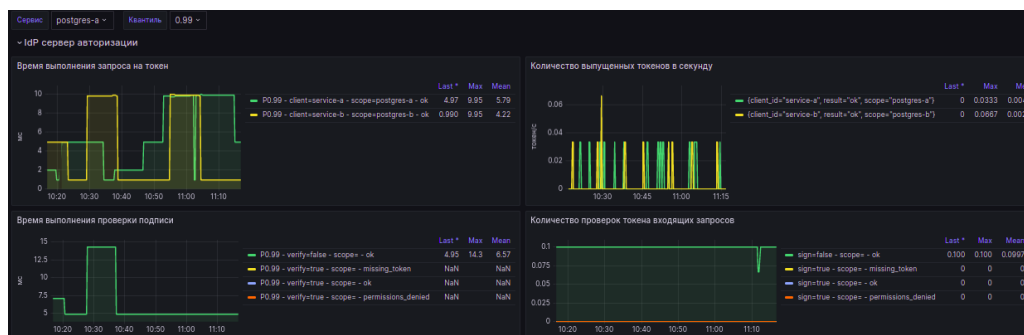 Сервис postgres-a Квантиль 0.99
IdP сервер авторизации
Время выполнения запроса на токен
мс
10
8
6
4
2
0
10:20 10:30 10:40 10:50 11:00 11:10
Last * Max Mean
P0.99 - client=service-a - scope=postgres-a - ok 4.97 9.95 5.79
P0.99 - client=service-b - scope=postgres-b - ok 0.990 9.95 4.22
Количество выпущенных токенов в секунду
токен/с
0.06
0.04
0.02
0
10:30 10:45 11:00 11:15
Last * Max Mean
{client_id="service-a", result="ok", scope="postgres-a"} 0 0.0333 0.00
{client_id="service-b", result="ok", scope="postgres-b"} 0 0.0667 0.00
Время выполнения проверки подписи
мс
15
12.5
10
7.5
5
10:20 10:30 10:40 10:50 11:00 11:10
Last * Max Mean
P0.99 - verify=false - scope= - ok 4.95 14.3 6.57
P0.99 - verify=true - scope= - missing_token NaN NaN
P0.99 - verify=true - scope= - ok NaN NaN
P0.99 - verify=true - scope= - permissions_denied NaN NaN
Количество проверок токена входящих запросов
0.1
0.075
0.05
0.025
0
10:20 10:30 10:40 10:50 11:00 11:10
Last * Max Mean
sign=false - scope= - ok 0.100 0.100 0.0997
sign=true - scope= - missing_token 0 0 0
sign=true - scope= - ok 0 0 0
sign=true - scope= - permissions_denied 0 0 0